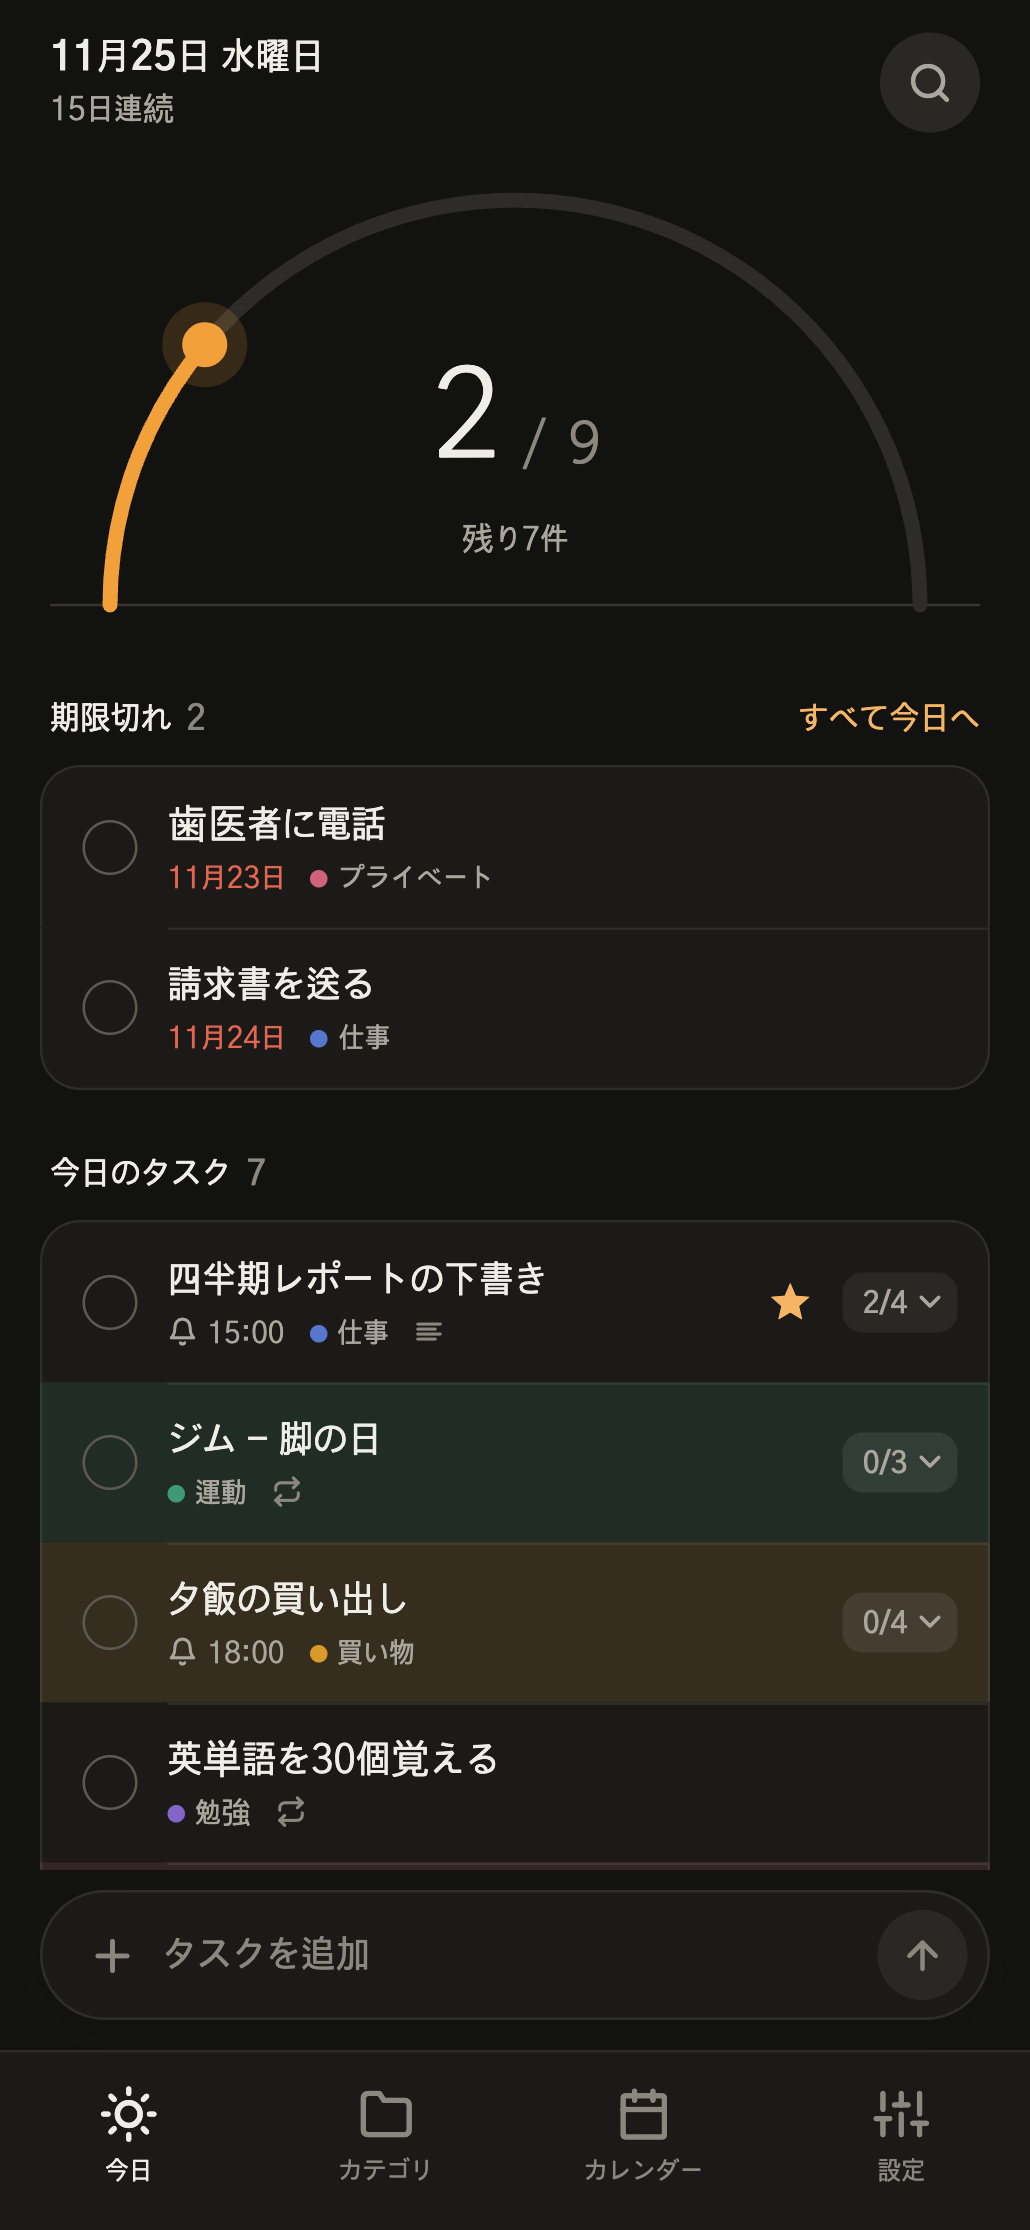 11月25日 水曜日
15日連続
2 / 9
残り7件
期限切れ 2
すべて今日へ
歯医者に電話
11月23日 プライベート
請求書を送る
11月24日 仕事
今日のタスク 7
四半期レポートの下書き
2/4
15:00 仕事
ジム – 脚の日
0/3
運動
夕飯の買い出し
0/4
18:00 買い物
英単語を30個覚える
勉強
タスクを追加
今日 カテゴリ カレンダー 設定